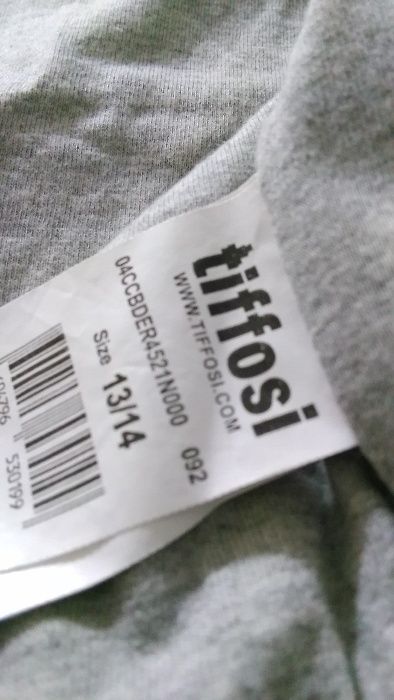 tiffosi
WWW.TIFFOSI.COM
04CCBDER4521N000 092
Size 13/14
530199